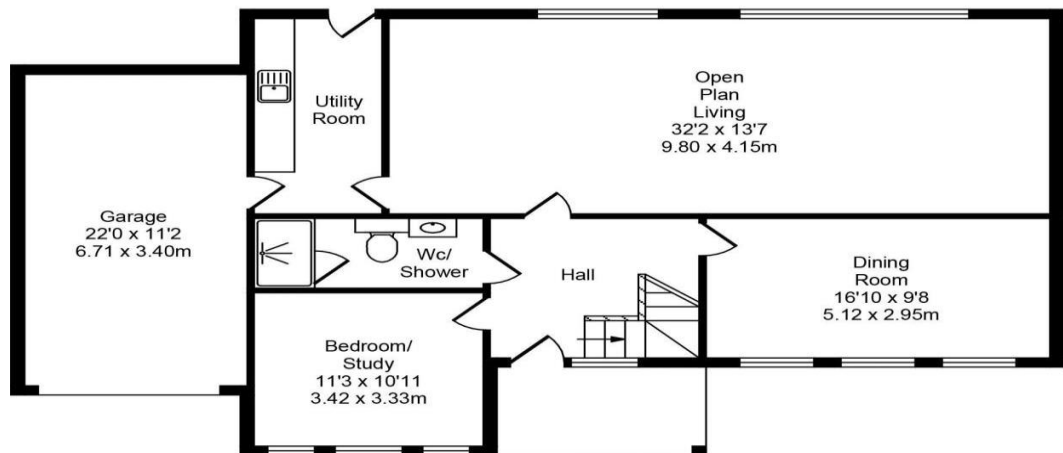 Utility
Room
Open
Plan
Living
32'2 x 13'7
9.80 x 4.15m
Garage
22'0 x 11'2
6.71 x 3.40m
Wc/
Shower
Hall
Dining
Room
16'10 x 9'8
5.12 x 2.95m
Bedroom/
Study
11'3 x 10'11
3.42 x 3.33m